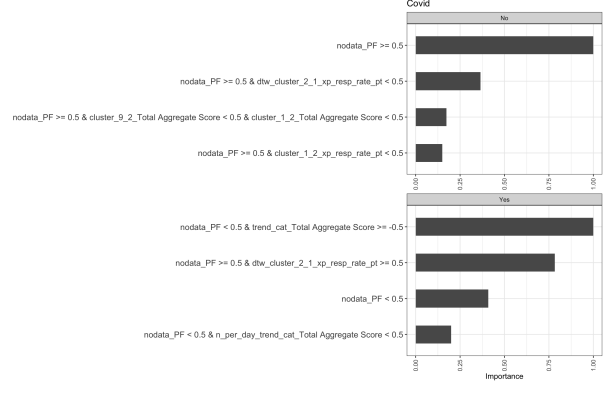 Covid
No
nodata_PF >= 0.5
nodata_PF >= 0.5 & dtw_cluster_2_1_xp_resp_rate_pt < 0.5
nodata_PF >= 0.5 & cluster_9_2_Total Aggregate Score < 0.5 & cluster_1_2_Total Aggregate Score < 0.5
nodata_PF >= 0.5 & cluster_1_2_xp_resp_rate_pt < 0.5
0.00 0.25 0.50 0.75 1.00
Yes
nodata_PF < 0.5 & trend_cat_Total Aggregate Score >= -0.5
nodata_PF >= 0.5 & dtw_cluster_2_1_xp_resp_rate_pt >= 0.5
nodata_PF < 0.5
nodata_PF < 0.5 & n_per_day_trend_cat_Total Aggregate Score < 0.5
0.00 0.25 0.50 0.75 1.00
Importance